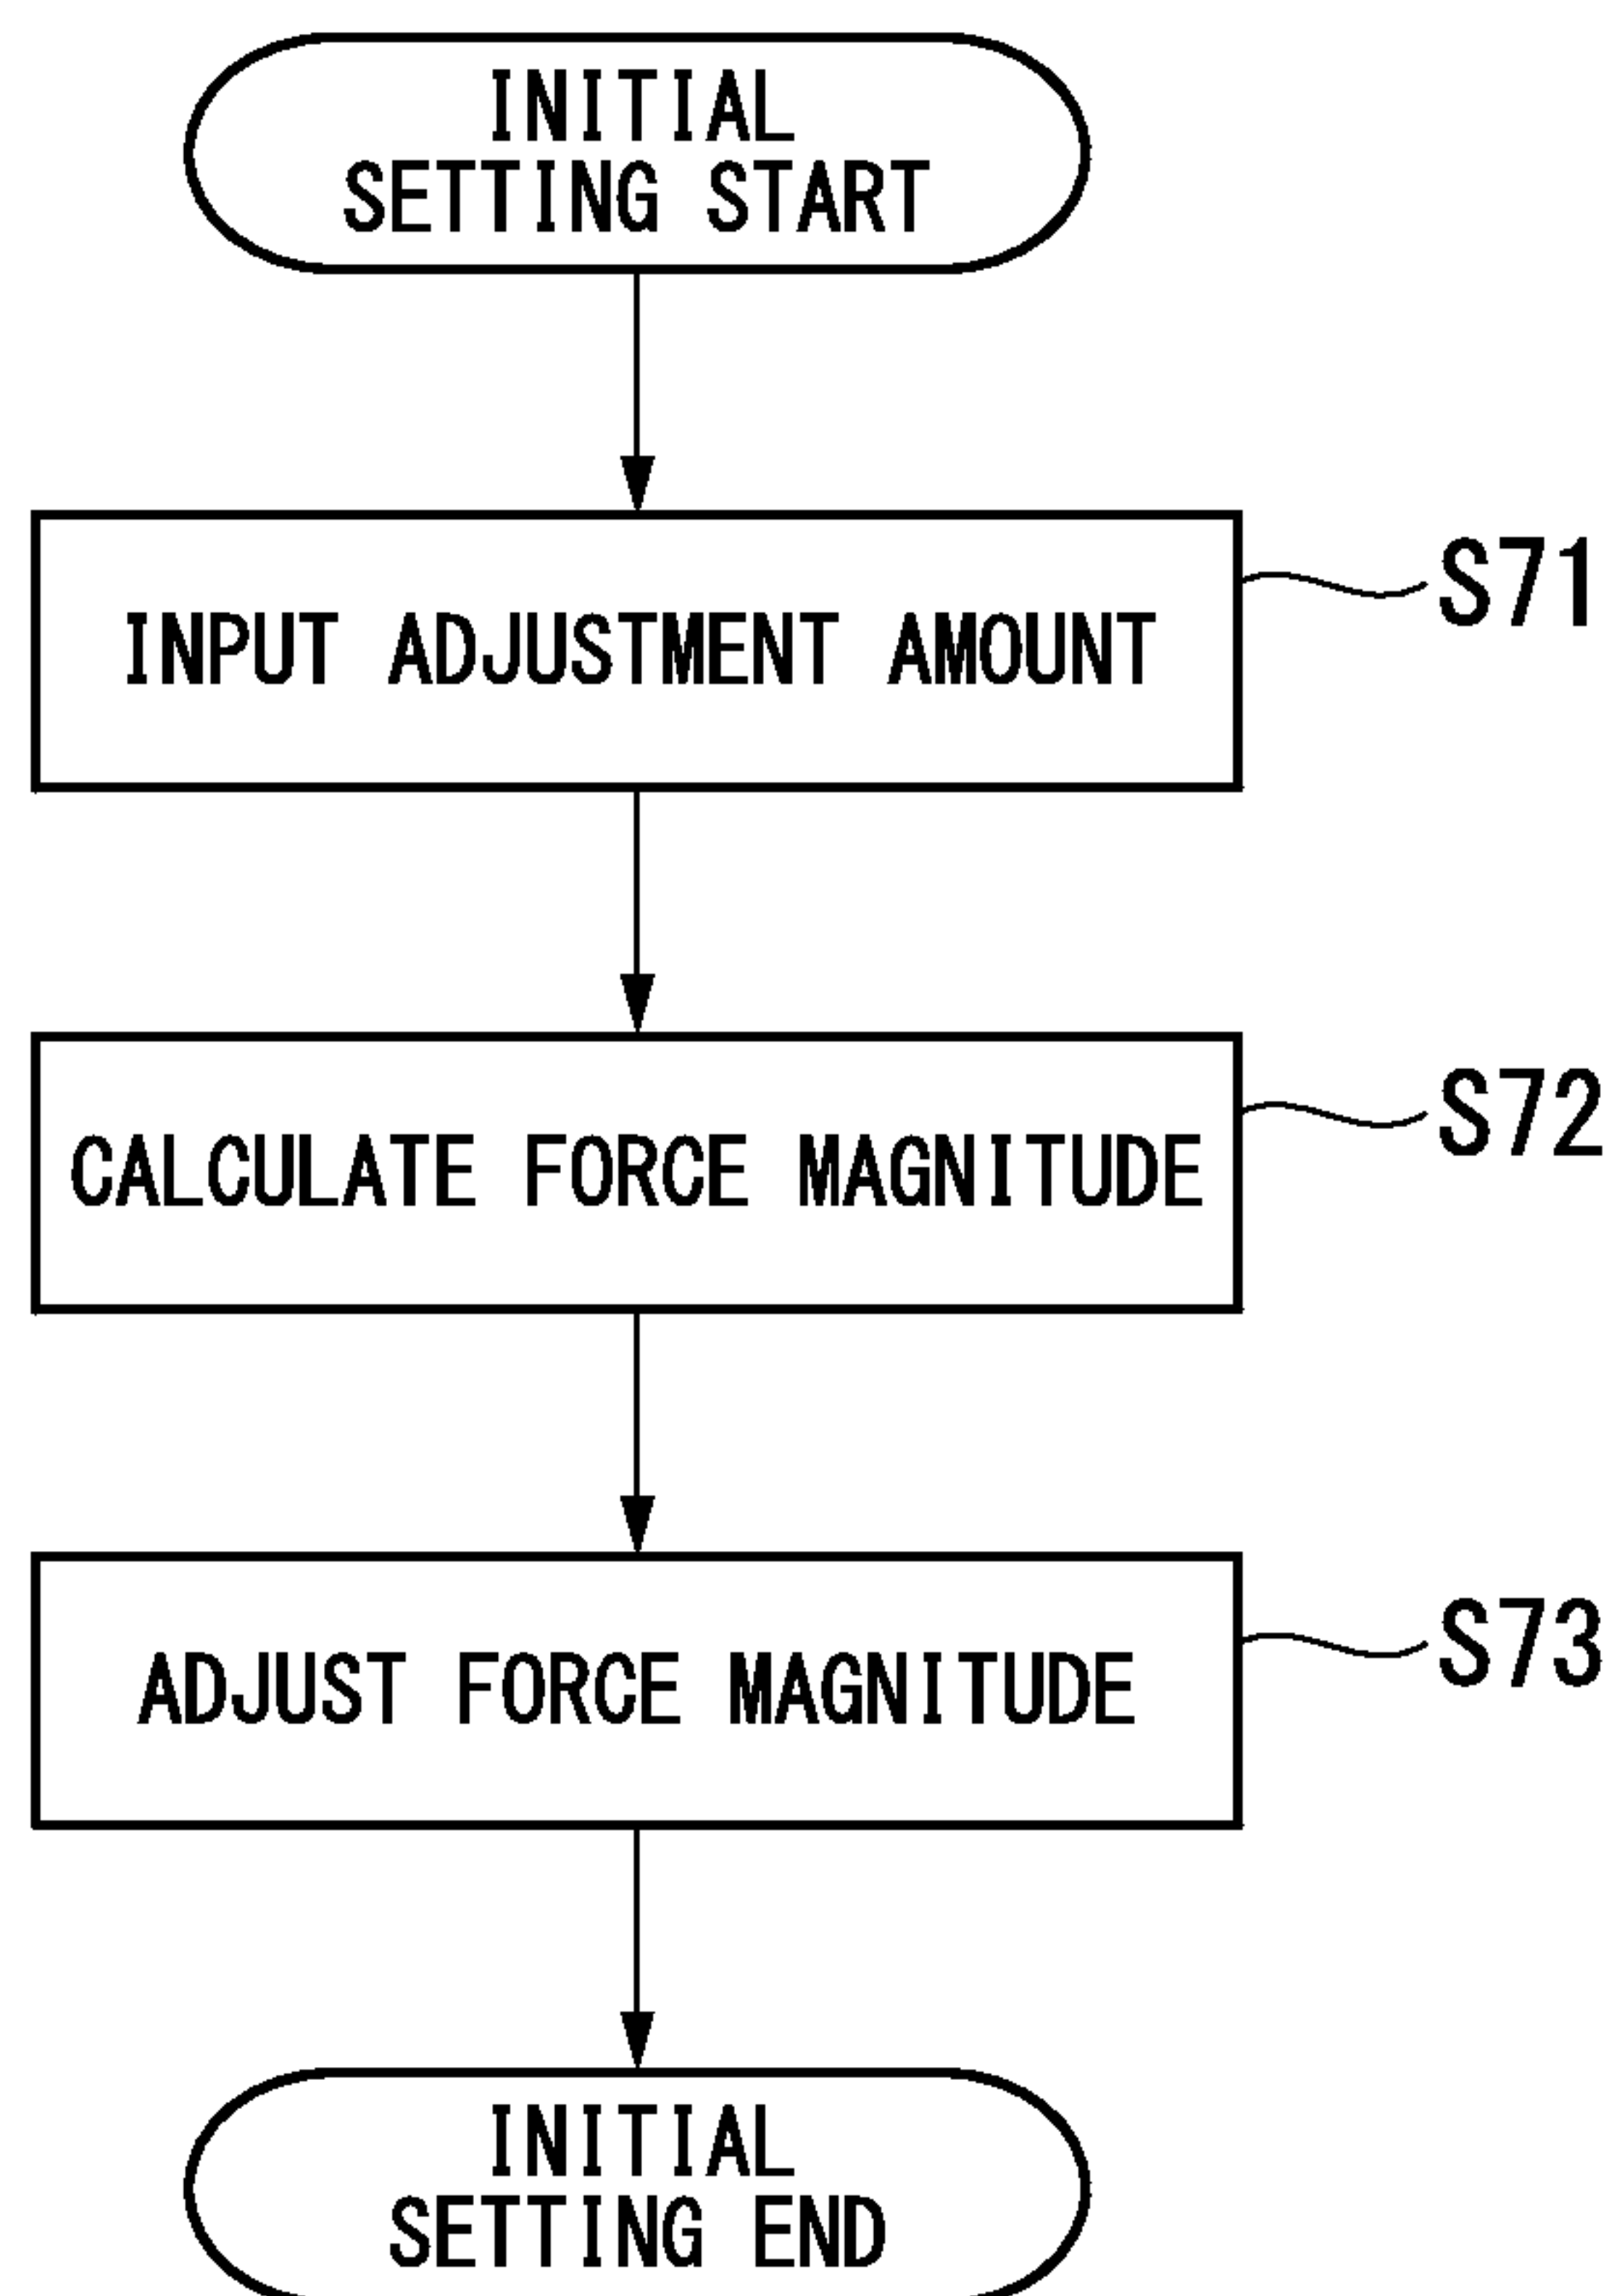 INITIAL
SETTING START
INPUT ADJUSTMENT AMOUNT
S71
CALCULATE FORCE MAGNITUDE
S72
ADJUST FORCE MAGNITUDE
S73
INITIAL
SETTING END